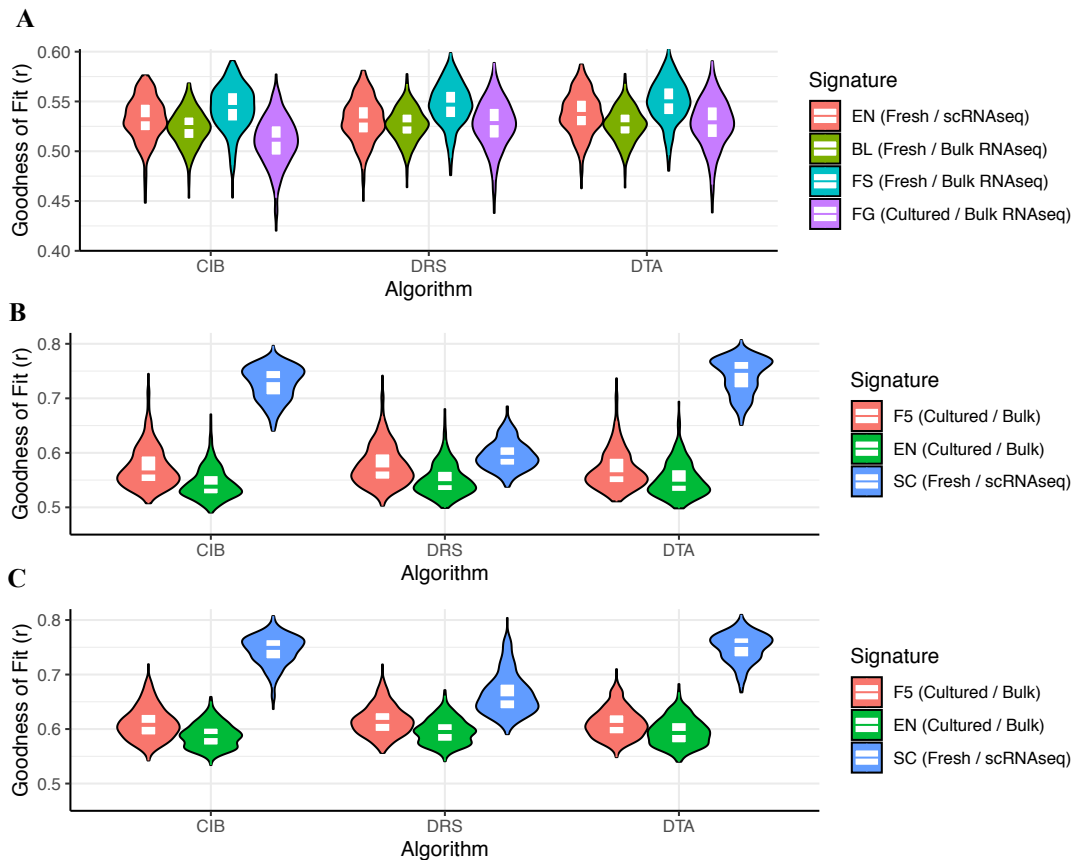 A
Goodness of Fit (r)
0.60
0.55
0.50
0.45
0.40
CIB
DRS
DTA
Algorithm
Signature
EN (Fresh / scRNAseq)
BL (Fresh / Bulk RNAseq)
FS (Fresh / Bulk RNAseq)
FG (Cultured / Bulk RNAseq)
B
Goodness of Fit (r)
0.8
0.7
0.6
0.5
CIB
DRS
DTA
Algorithm
Signature
F5 (Cultured / Bulk)
EN (Cultured / Bulk)
SC (Fresh / scRNAseq)
C
Goodness of Fit (r)
0.8
0.7
0.6
0.5
CIB
DRS
DTA
Algorithm
Signature
F5 (Cultured / Bulk)
EN (Cultured / Bulk)
SC (Fresh / scRNAseq)